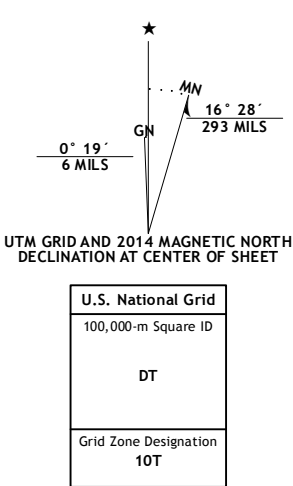 ★
MN
GN
16° 28´
293 MILS
0° 19´
6 MILS
UTM GRID AND 2014 MAGNETIC NORTH
DECLINATION AT CENTER OF SHEET
U.S. National Grid
100,000-m Square ID
DT
Grid Zone Designation
10T